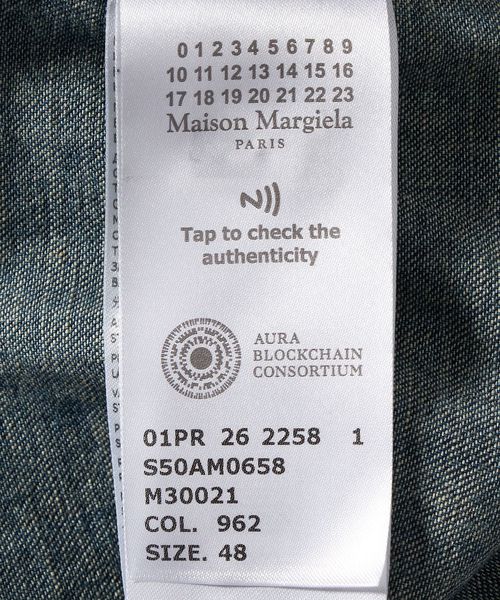 0 1 2 3 4 5 6 7 8 9
10 11 12 13 14 15 16
17 18 19 20 21 22 23
Maison Margiela
PARIS
Tap to check the
authenticity
AURA
BLOCKCHAIN
CONSORTIUM
01PR 26 2258 1
S50AM0658
M30021
COL. 962
SIZE. 48